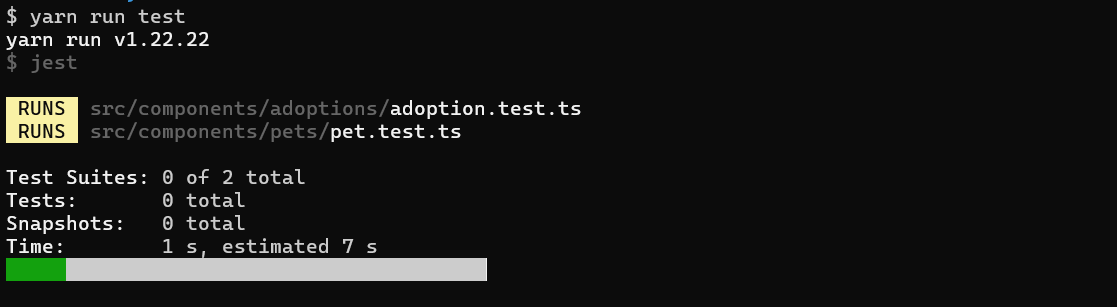 $ yarn run test
yarn run v1.22.22
$ jest
RUNS src/components/adoptions/adoption.test.ts
RUNS src/components/pets/pet.test.ts
Test Suites: 0 of 2 total
Tests:       0 total
Snapshots:   0 total
Time:        1 s, estimated 7 s